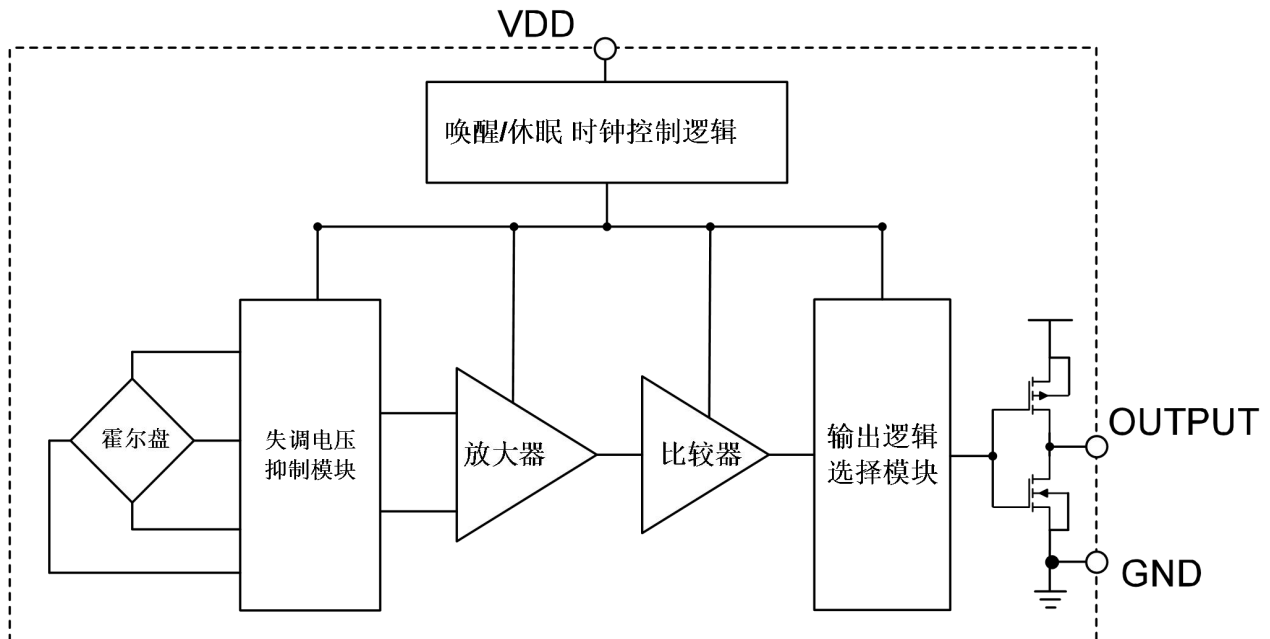 VDD
唤醒/休眠 时钟控制逻辑
霍尔盘
失调电压
抑制模块
放大器
比较器
输出逻辑
选择模块
OUTPUT
GND